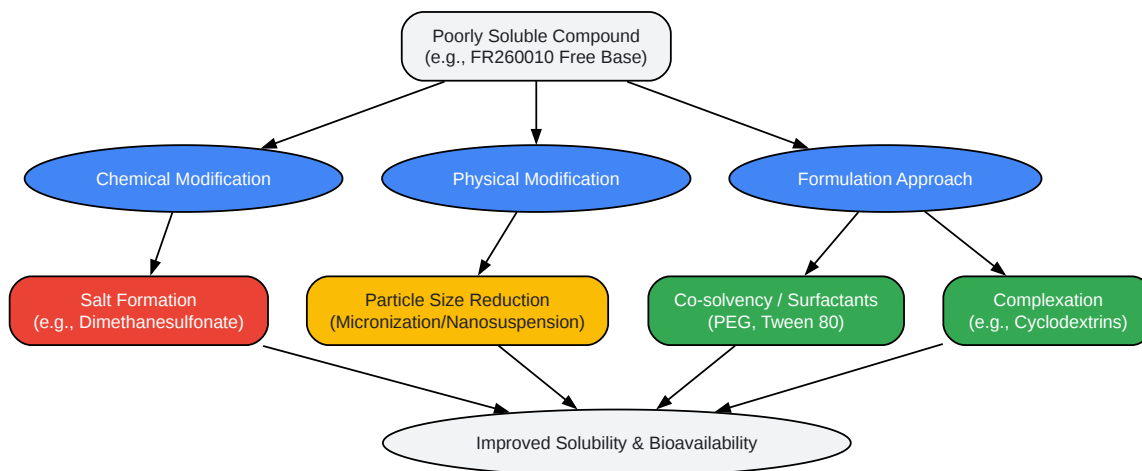 Poorly Soluble Compound
(e.g., FR260010 Free Base)
Chemical Modification
Physical Modification
Formulation Approach
Salt Formation
(e.g., Dimethanesulfonate)
Particle Size Reduction
(Micronization/Nanosuspension)
Co-solvency / Surfactants
(PEG, Tween 80)
Complexation
(e.g., Cyclodextrins)
Improved Solubility & Bioavailability